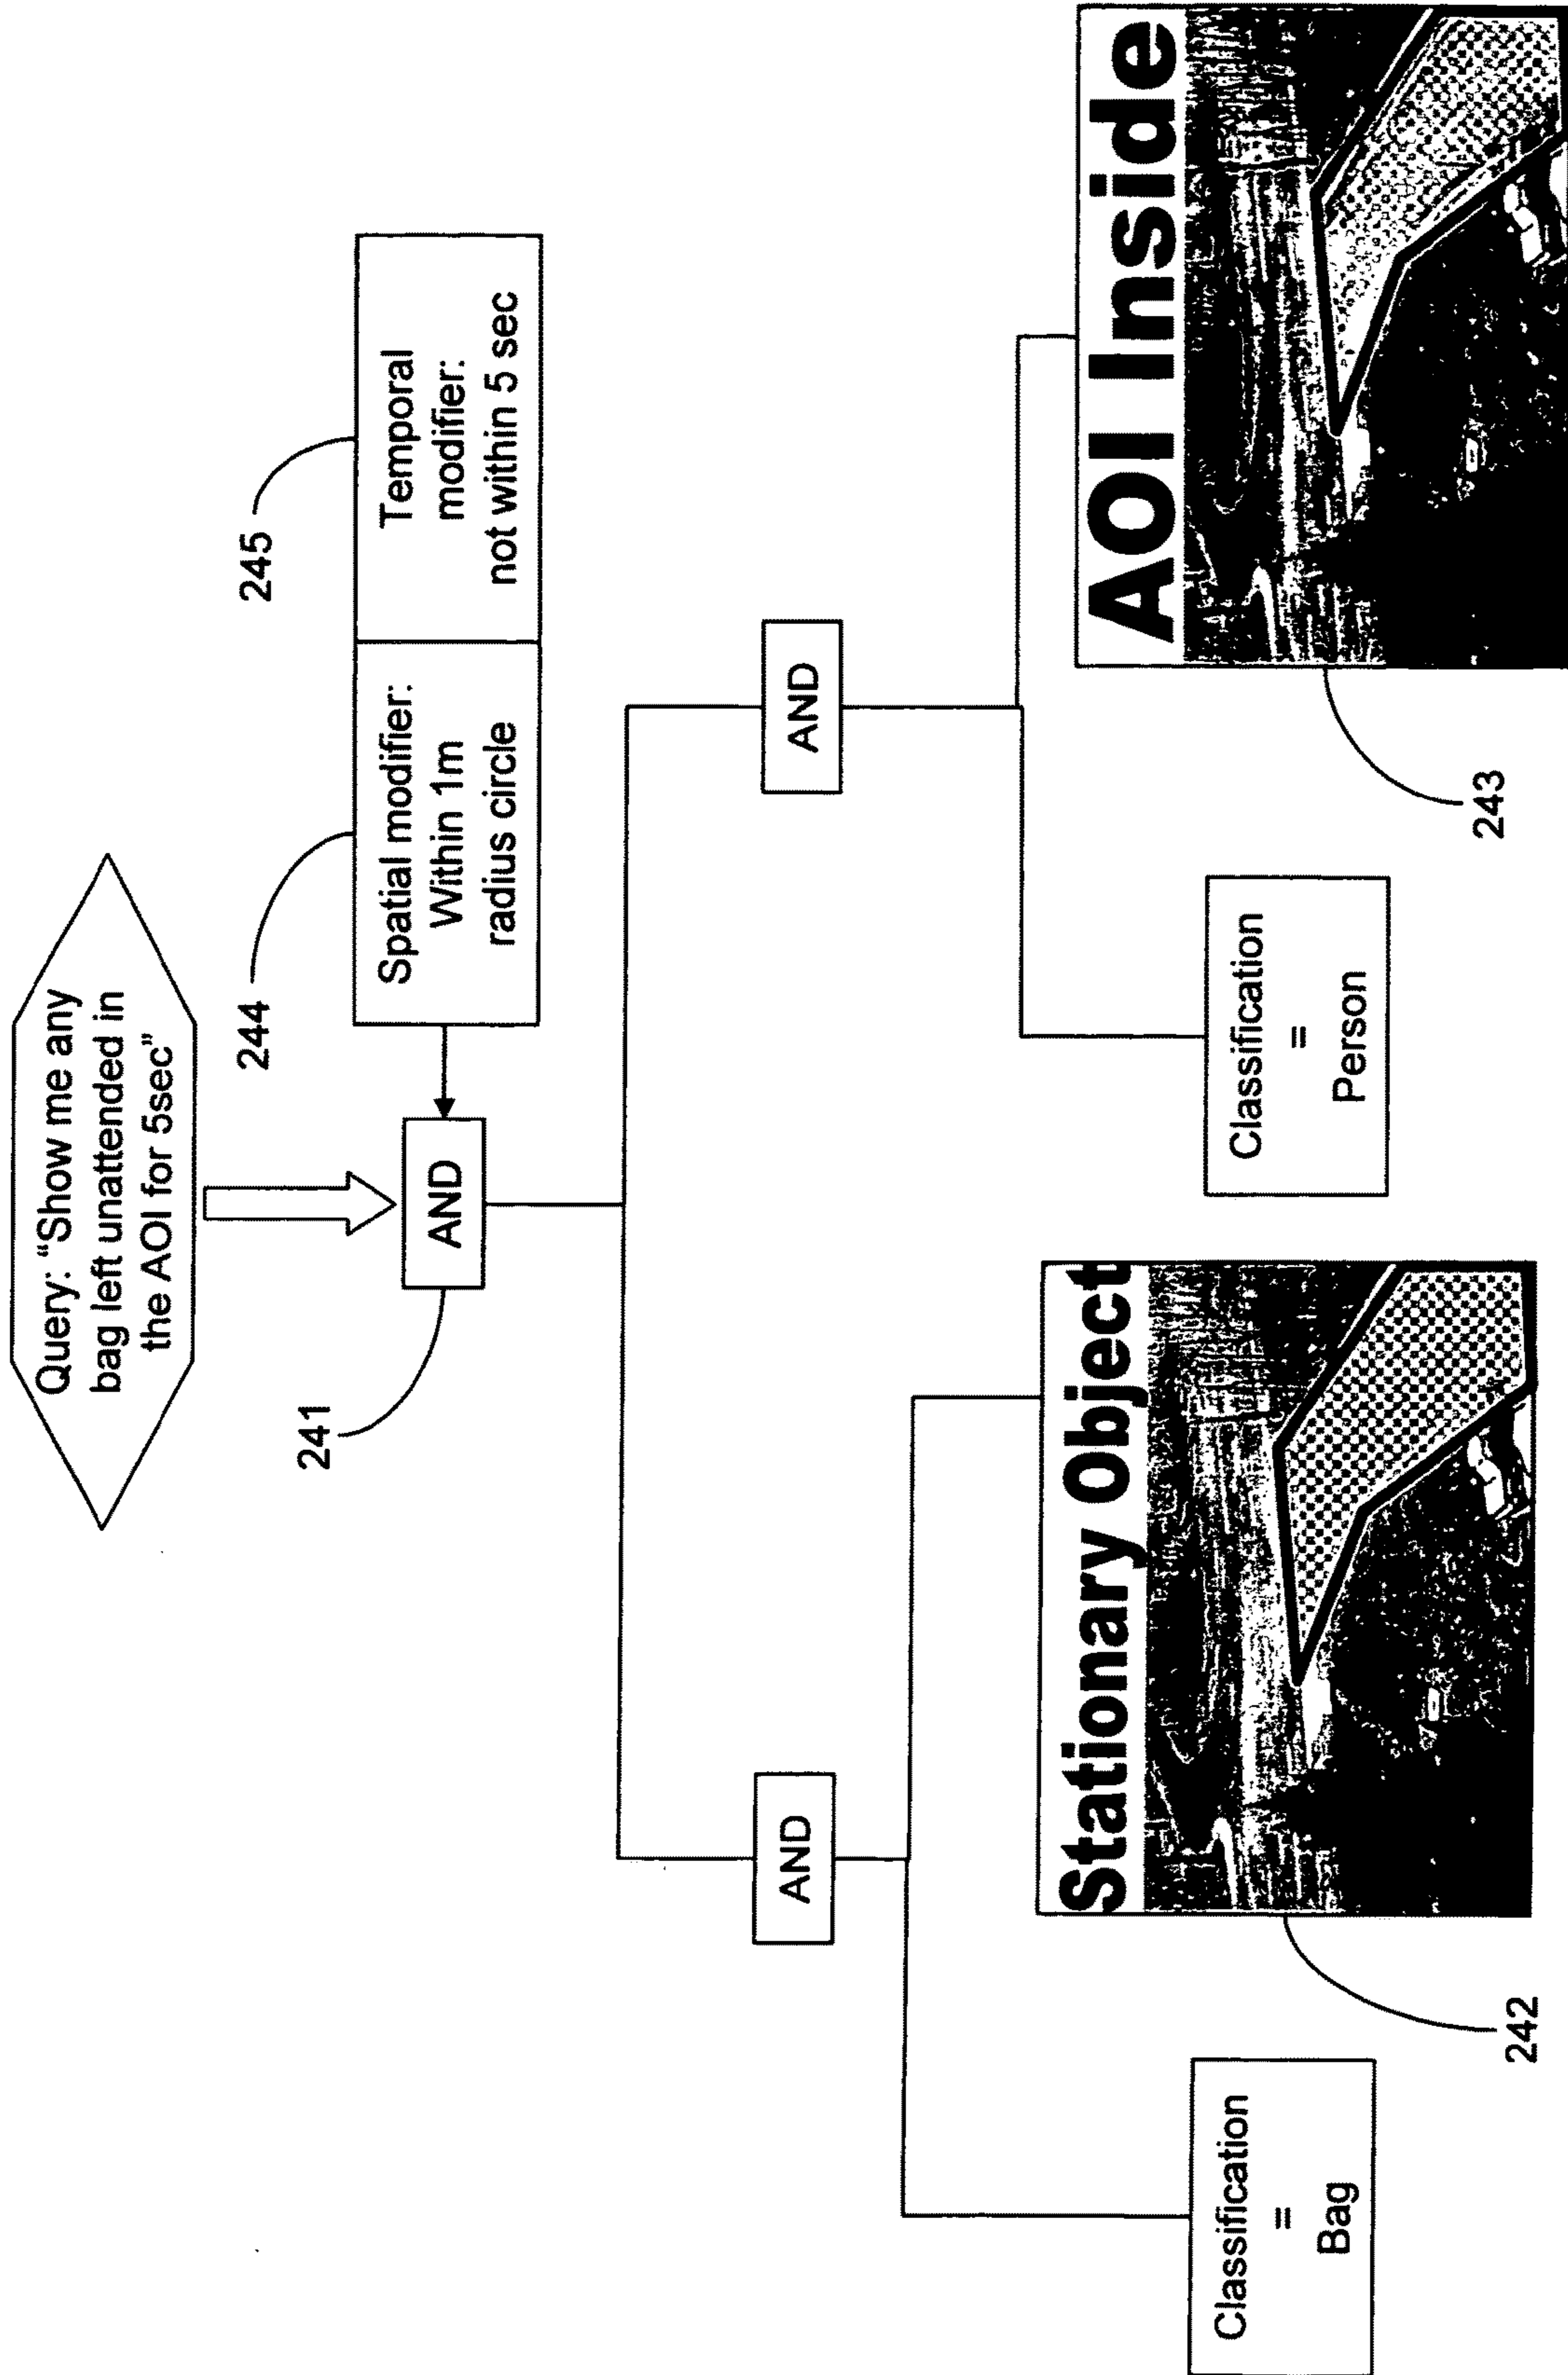 Query: “Show me any
bag left unattended in
the AOI for 5sec”
241
AND
244
Spatial modifier:
Within 1m
radius circle
245
Temporal
modifier:
not within 5 sec
AND
AND
Classification
=
Bag
242
Stationary Object
Classification
=
Person
243
AOI Inside